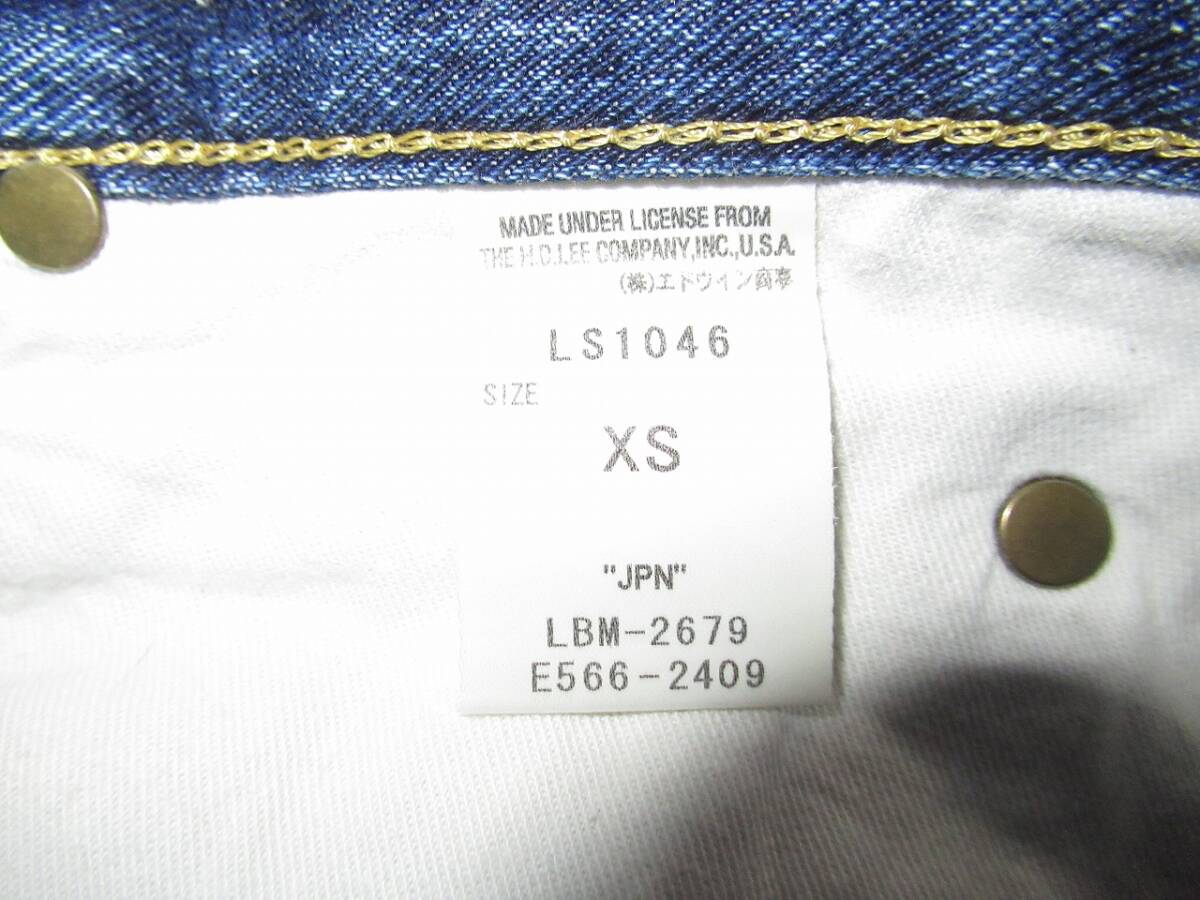 MADE UNDER LICENSE FROM
THE H.D.LEE COMPANY,INC.,U.S.A.
(株)エドウイン商事
LS1046
SIZE
XS
"JPN"
LBM-2679
E566-2409